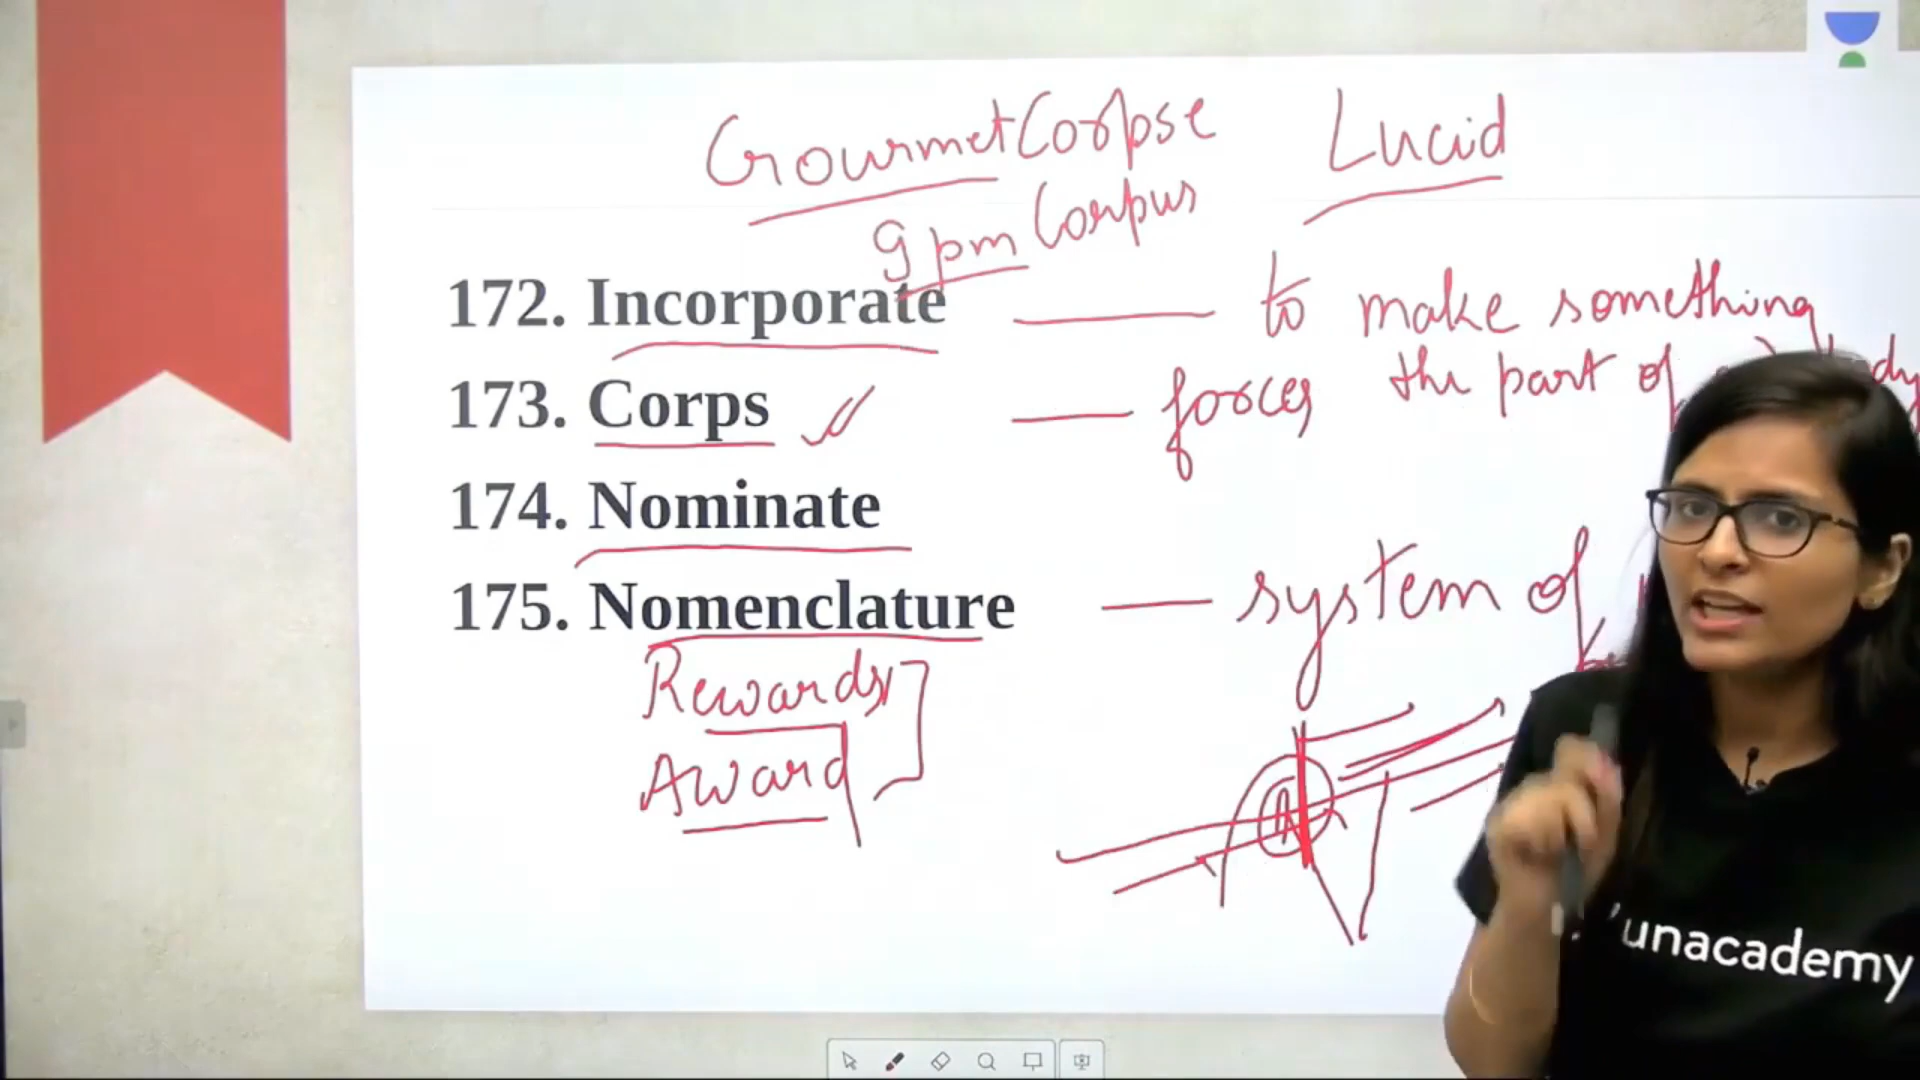 Gourmet Corpse Lucid
9pm Corpus
172. Incorporate — to make something
the part of
173. Corps — forces
174. Nominate
175. Nomenclature — system of
Rewards
Award
unacademy